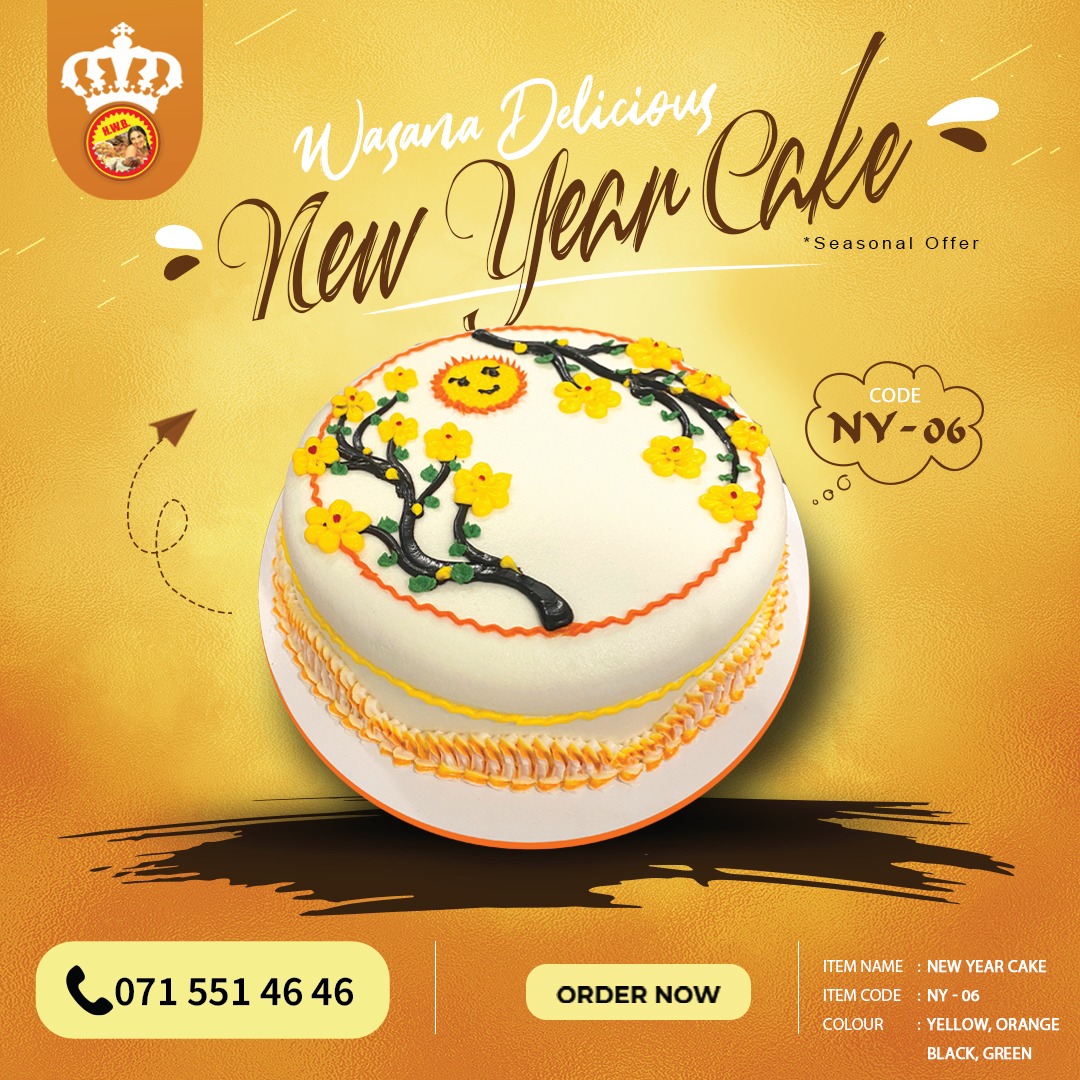 H.W.B.
Wasana Delicious
New Year Cake
*Seasonal Offer
CODE
NY-06
071 551 46 46
ORDER NOW
ITEM NAME : NEW YEAR CAKE
ITEM CODE : NY - 06
COLOUR : YELLOW, ORANGE
BLACK, GREEN